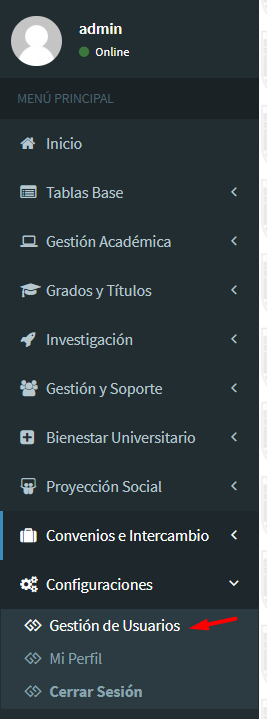 admin
Online
MENÚ PRINCIPAL
Inicio
Tablas Base
Gestión Académica
Grados y Títulos
Investigación
Gestión y Soporte
Bienestar Universitario
Proyección Social
Convenios e Intercambio
Configuraciones
Gestión de Usuarios
Mi Perfil
Cerrar Sesión